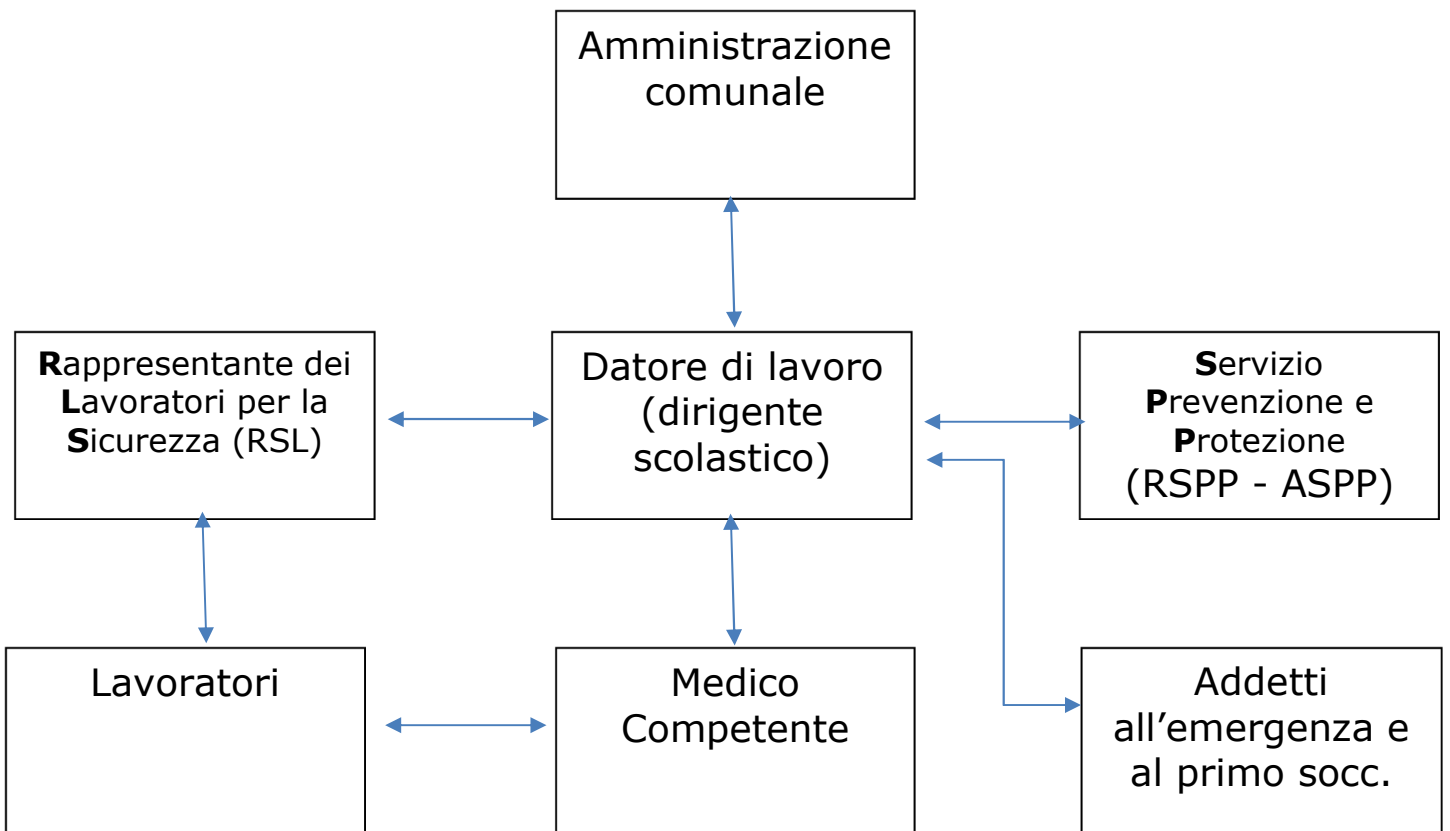 Amministrazione
comunale
Rappresentante dei
Lavoratori per la
Sicurezza (RSL)
Datore di lavoro
(dirigente
scolastico)
Servizio
Prevenzione e
Protezione
(RSPP - ASPP)
Lavoratori
Medico
Competente
Addetti
all’emergenza e
al primo socc.